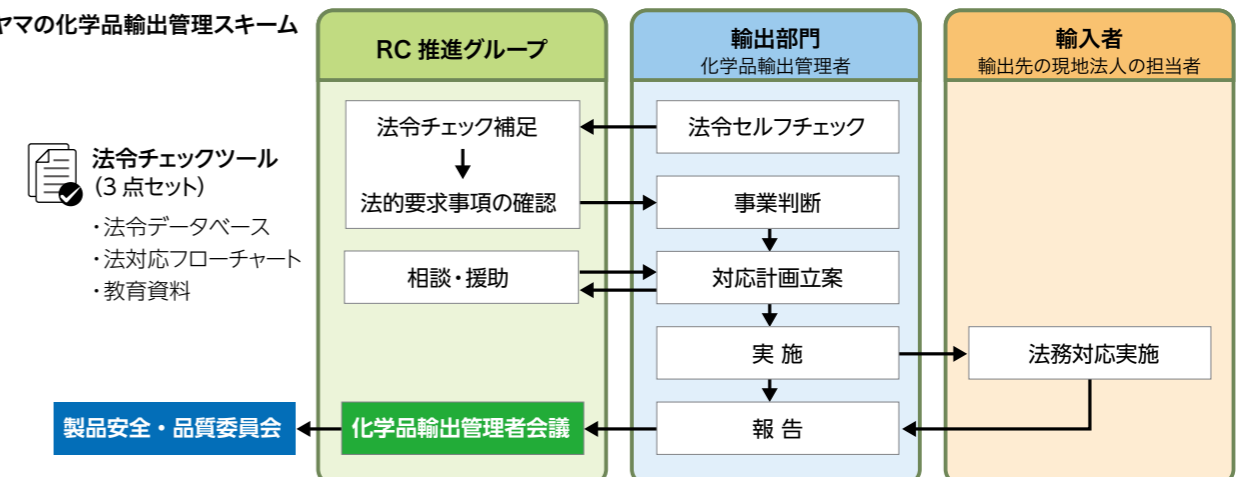 ヤマの化学品輸出管理スキーム
法令チェックツール
(3 点セット)
・法令データベース
・法対応フローチャート
・教育資料
RC 推進グループ
法令チェック補足
法的要求事項の確認
相談・援助
化学品輸出管理者会議
製品安全・品質委員会
輸出部門
化学品輸出管理者
法令セルフチェック
事業判断
対応計画立案
実 施
報 告
輸入者
輸出先の現地法人の担当者
法務対応実施